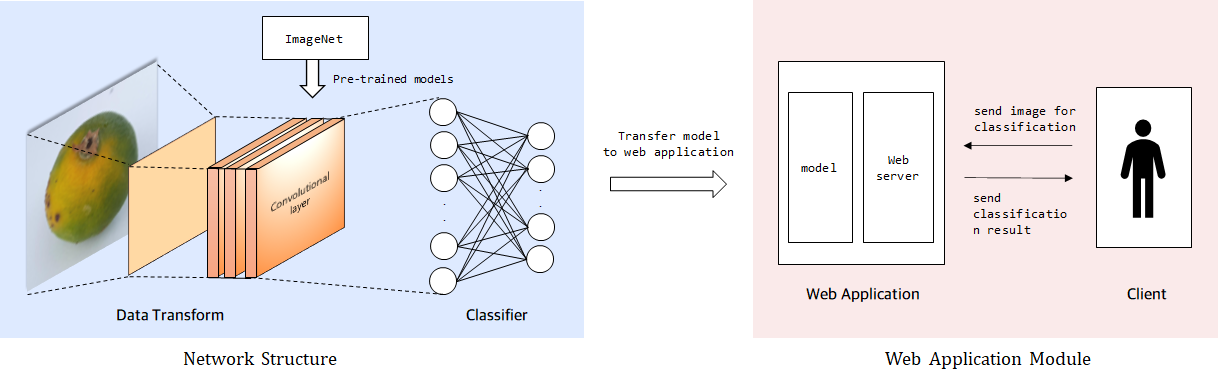 ImageNet
Pre-trained models
Convolutional
layer
Data Transform
Classifier
Network Structure
Transfer model
to web application
model
Web
server
Web Application
send image for
classification
send
classificatio
n result
Client
Web Application Module